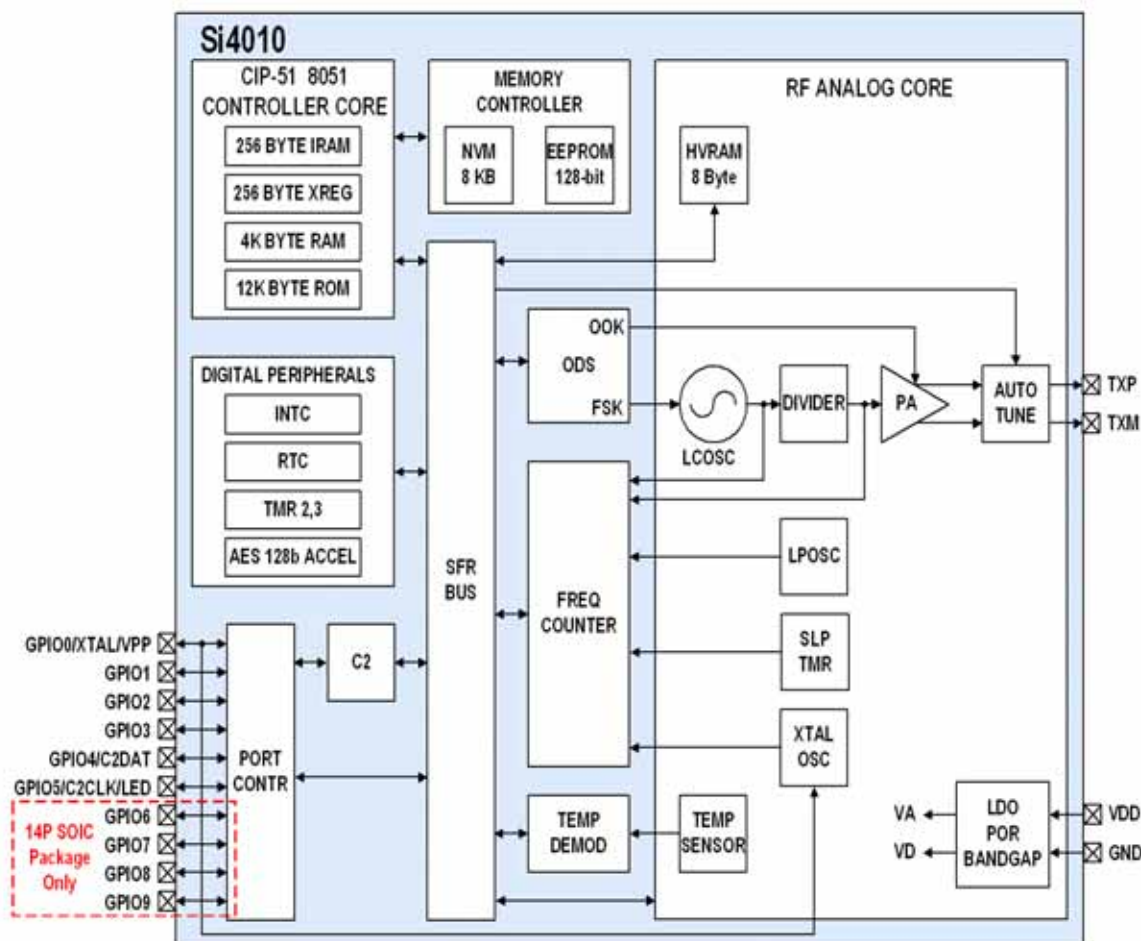 Si4010
CIP-51 8051
CONTROLLER CORE
256 BYTE IRAM
256 BYTE XREG
4K BYTE RAM
12K BYTE ROM
MEMORY
CONTROLLER
NVM
8 KB
EEPROM
128-bit
RF ANALOG CORE
HVRAM
8 Byte
DIGITAL PERIPHERALS
INTC
RTC
TMR 2,3
AES 128b ACCEL
SFR
BUS
OOK
ODS
FSK
LCOSC
DIVIDER
PA
AUTO
TUNE
TXP
TXM
FREQ
COUNTER
LPOSC
SLP
TMR
XTAL
OSC
GPIO0/XTAL/VPP
GPIO1
GPIO2
GPIO3
GPIO4/C2DAT
GPIO5/C2CLK/LED
GPIO6
GPIO7
GPIO8
GPIO9
14P SOIC
Package
Only
PORT
CONTR
C2
TEMP
DEMOD
TEMP
SENSOR
VA
VD
LDO
POR
BANDGAP
VDD
GND